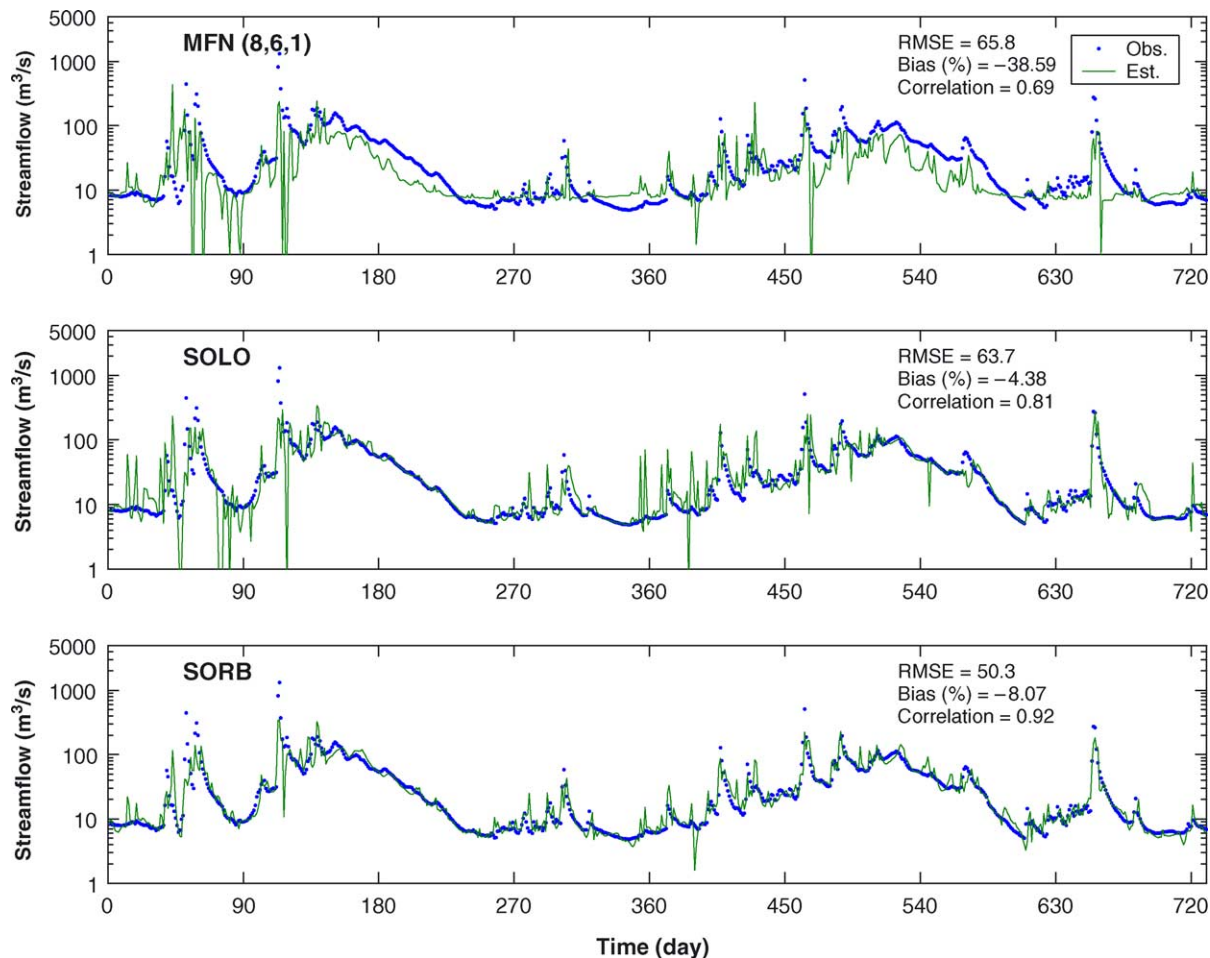 MFN (8,6,1)
RMSE = 65.8
Bias (%) = −38.59
Correlation = 0.69
Obs.
Est.
Streamflow (m³/s)
5000
1000
100
10
1
0 90 180 270 360 450 540 630 720
SOLO
RMSE = 63.7
Bias (%) = −4.38
Correlation = 0.81
Streamflow (m³/s)
5000
1000
100
10
1
0 90 180 270 360 450 540 630 720
SORB
RMSE = 50.3
Bias (%) = −8.07
Correlation = 0.92
Streamflow (m³/s)
5000
1000
100
10
1
0 90 180 270 360 450 540 630 720
Time (day)